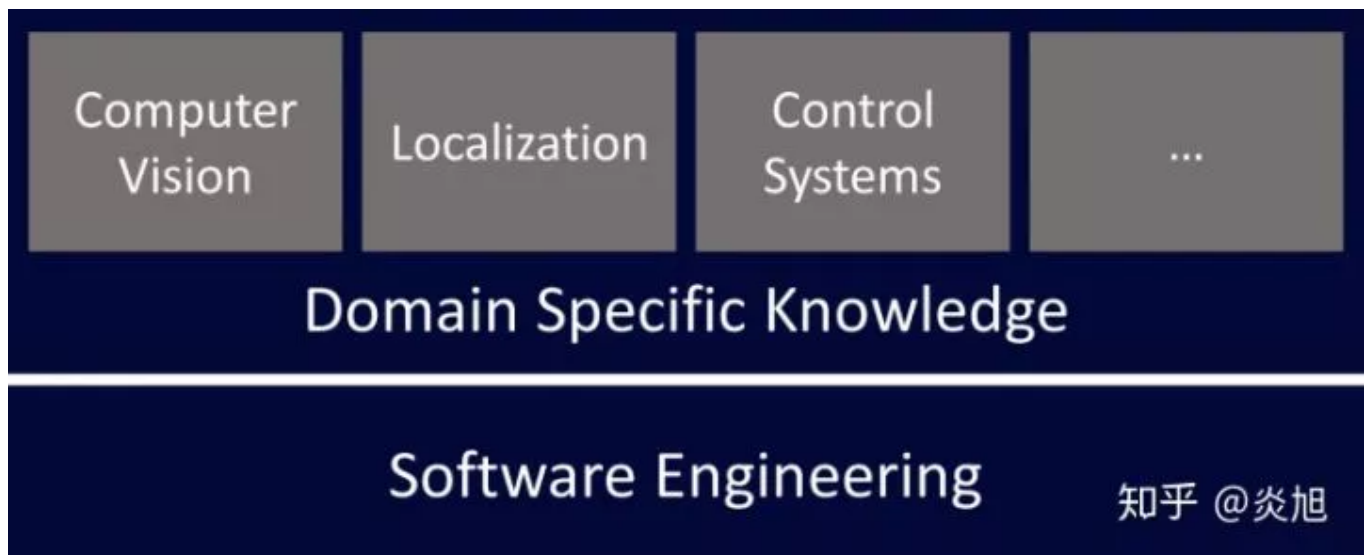 Computer
Vision
Localization
Control
Systems
...
Domain Specific Knowledge
Software Engineering
知乎 @炎旭